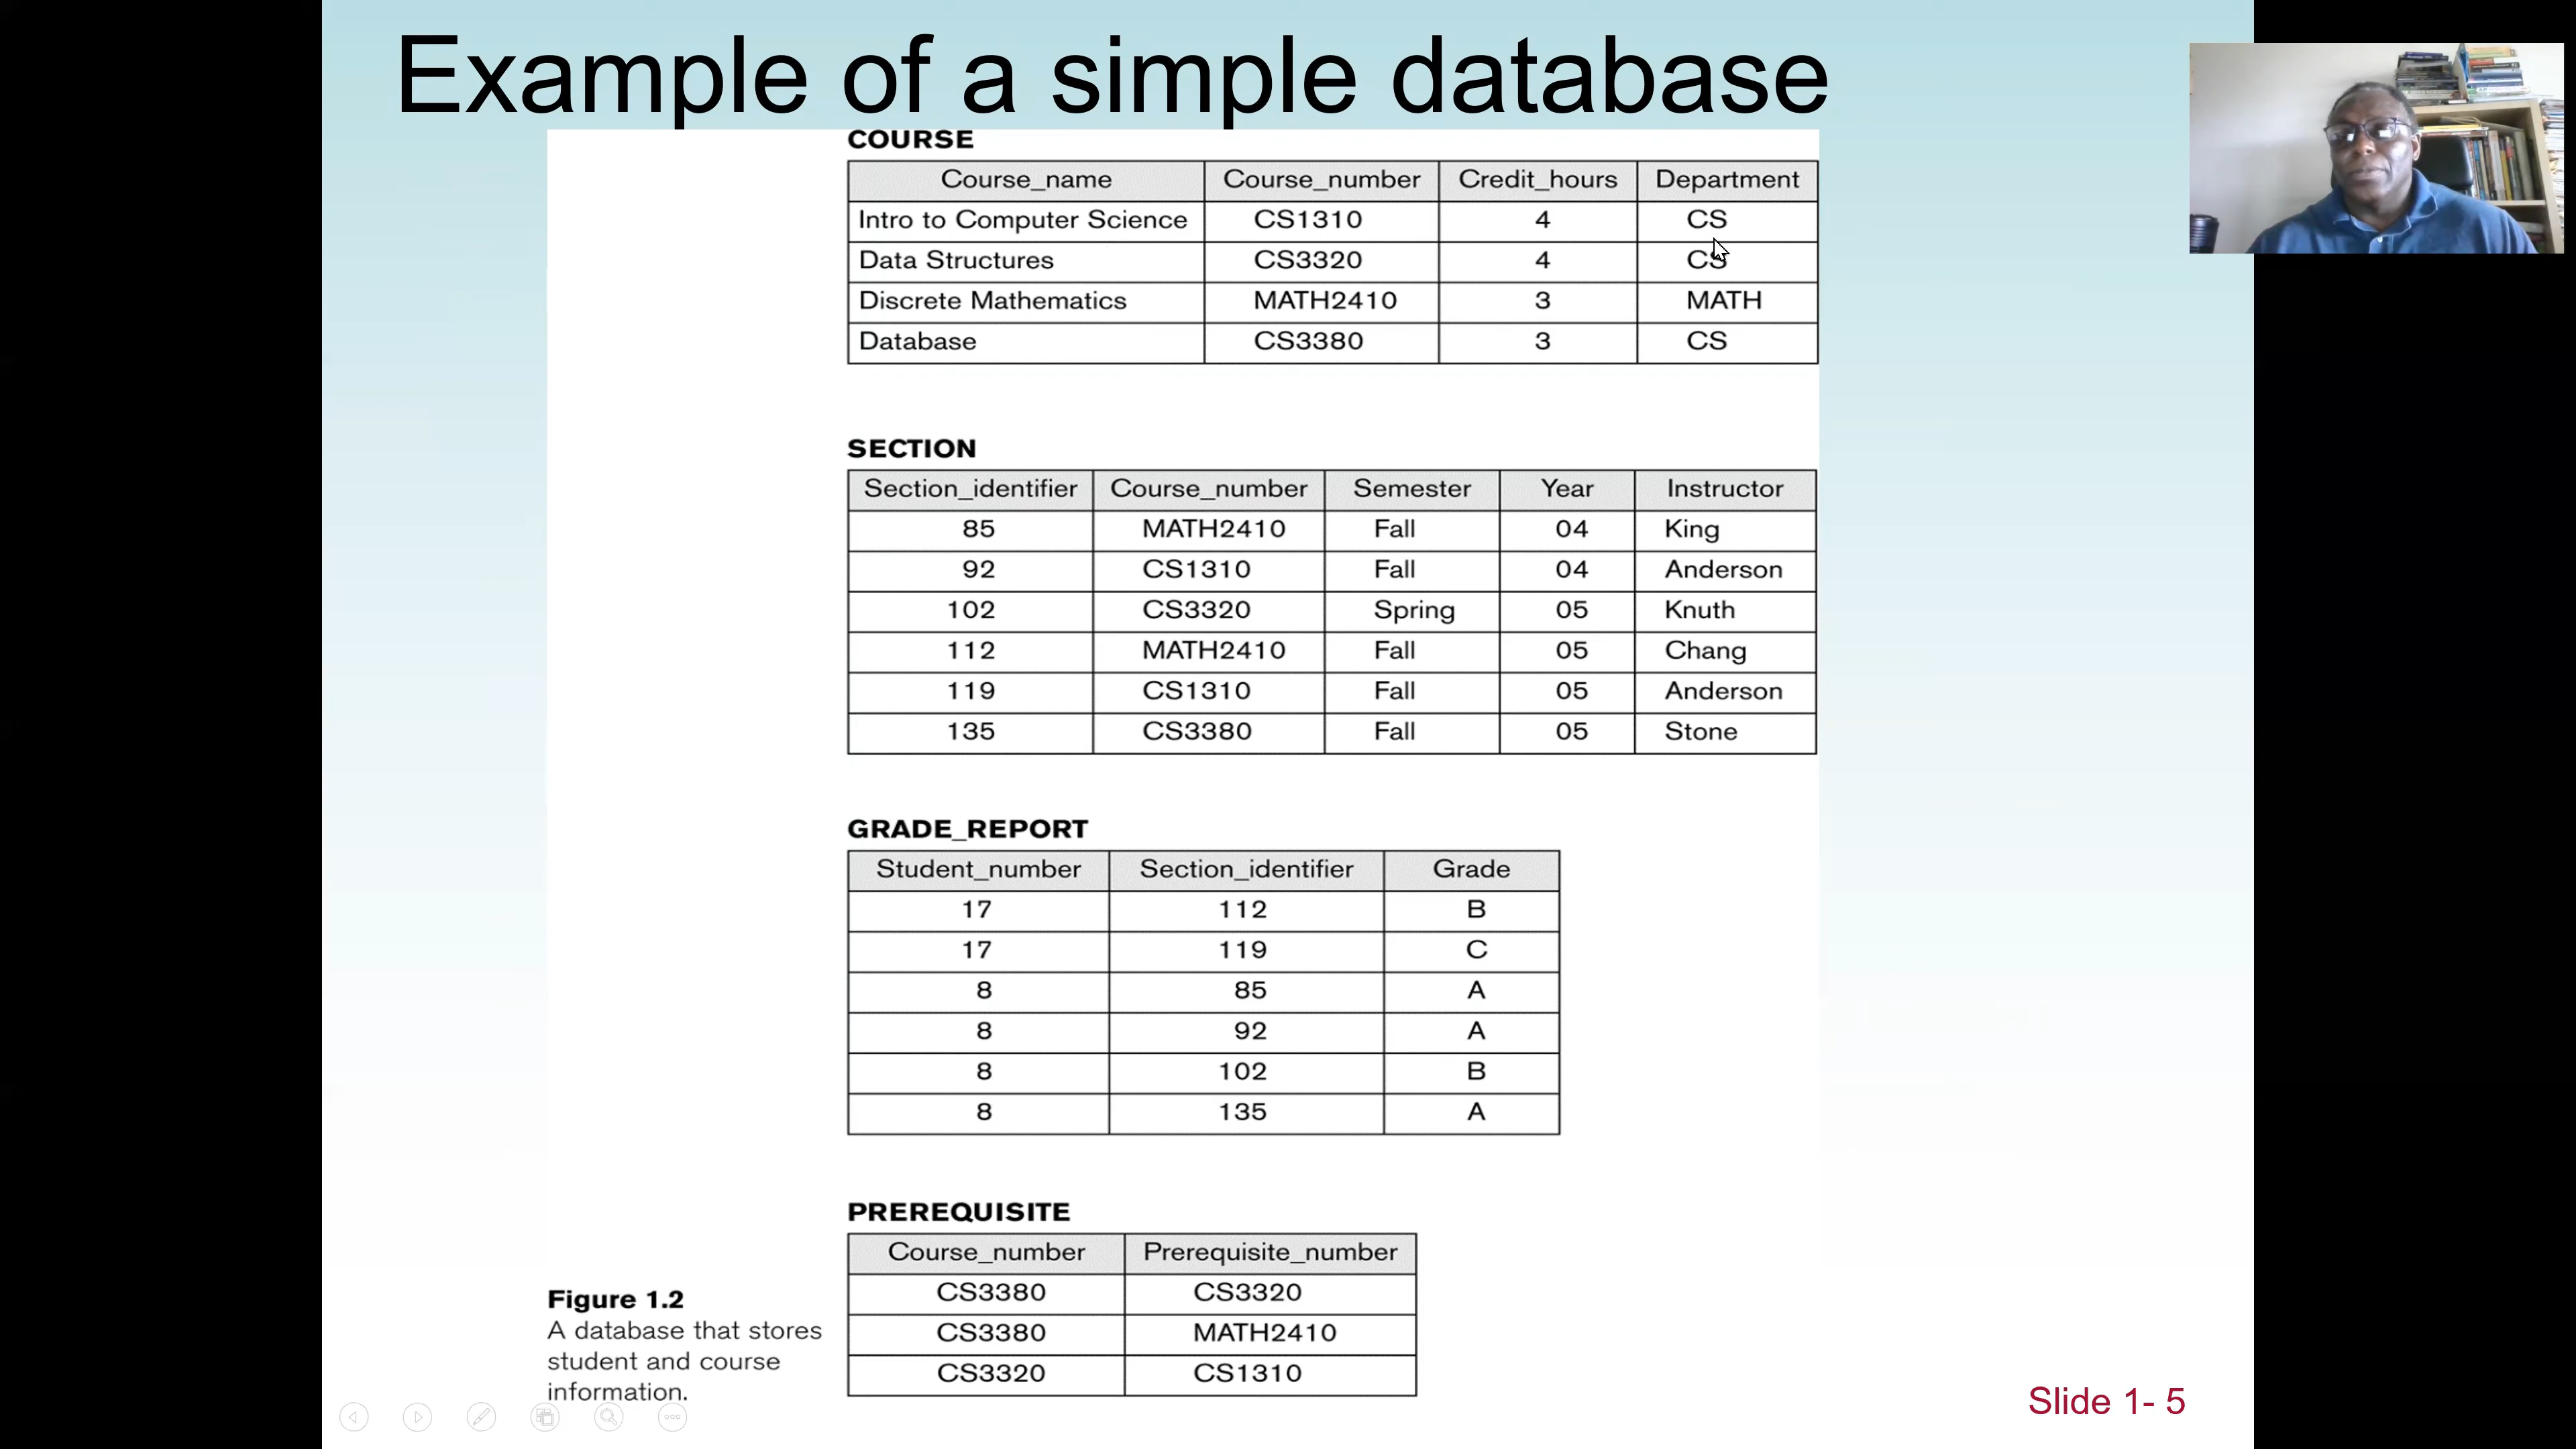 Example of a simple database
COURSE
Course_name Course_number Credit_hours Department
Intro to Computer Science CS1310 4 CS
Data Structures CS3320 4 CS
Discrete Mathematics MATH2410 3 MATH
Database CS3380 3 CS
SECTION
Section_identifier Course_number Semester Year Instructor
85 MATH2410 Fall 04 King
92 CS1310 Fall 04 Anderson
102 CS3320 Spring 05 Knuth
112 MATH2410 Fall 05 Chang
119 CS1310 Fall 05 Anderson
135 CS3380 Fall 05 Stone
GRADE_REPORT
Student_number Section_identifier Grade
17 112 B
17 119 C
8 85 A
8 92 A
8 102 B
8 135 A
PREREQUISITE
Course_number Prerequisite_number
CS3380 CS3320
CS3380 MATH2410
CS3320 CS1310
Figure 1.2
A database that stores
student and course
information.
Slide 1- 5